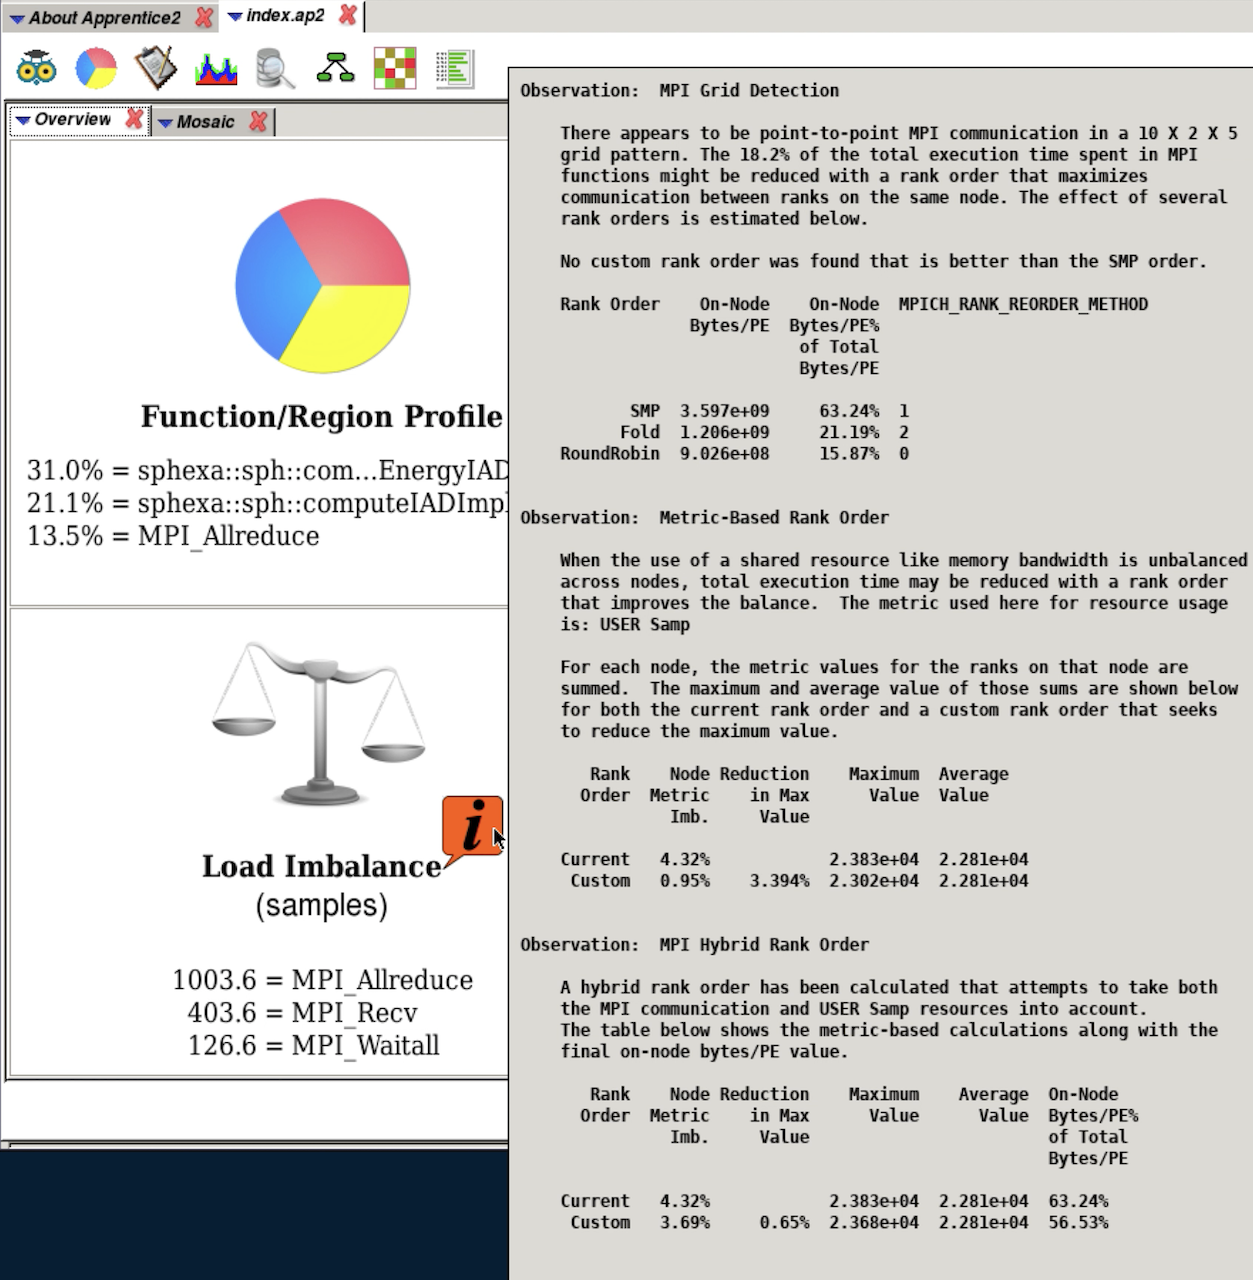 About Apprentice2 index.ap2
Overview Mosaic
Function/Region Profile
31.0% = sphexa::sph::com...EnergyIAD
21.1% = sphexa::sph::computeIADImpl
13.5% = MPI_Allreduce
i
Load Imbalance
(samples)
1003.6 = MPI_Allreduce
403.6 = MPI_Recv
126.6 = MPI_Waitall
Observation: MPI Grid Detection
There appears to be point-to-point MPI communication in a 10 X 2 X 5
grid pattern. The 18.2% of the total execution time spent in MPI
functions might be reduced with a rank order that maximizes
communication between ranks on the same node. The effect of several
rank orders is estimated below.
No custom rank order was found that is better than the SMP order.
Rank Order On-Node On-Node MPICH_RANK_REORDER_METHOD
Bytes/PE Bytes/PE%
of Total
Bytes/PE
SMP 3.597e+09 63.24% 1
Fold 1.206e+09 21.19% 2
RoundRobin 9.026e+08 15.87% 0
Observation: Metric-Based Rank Order
When the use of a shared resource like memory bandwidth is unbalanced
across nodes, total execution time may be reduced with a rank order
that improves the balance. The metric used here for resource usage
is: USER Samp
For each node, the metric values for the ranks on that node are
summed. The maximum and average value of those sums are shown below
for both the current rank order and a custom rank order that seeks
to reduce the maximum value.
Rank Node Reduction Maximum Average
Order Metric in Max Value Value
Imb. Value
Current 4.32% 2.383e+04 2.281e+04
Custom 0.95% 3.394% 2.302e+04 2.281e+04
Observation: MPI Hybrid Rank Order
A hybrid rank order has been calculated that attempts to take both
the MPI communication and USER Samp resources into account.
The table below shows the metric-based calculations along with the
final on-node bytes/PE value.
Rank Node Reduction Maximum Average On-Node
Order Metric in Max Value Value Bytes/PE%
Imb. Value of Total
Bytes/PE
Current 4.32% 2.383e+04 2.281e+04 63.24%
Custom 3.69% 0.65% 2.368e+04 2.281e+04 56.53%